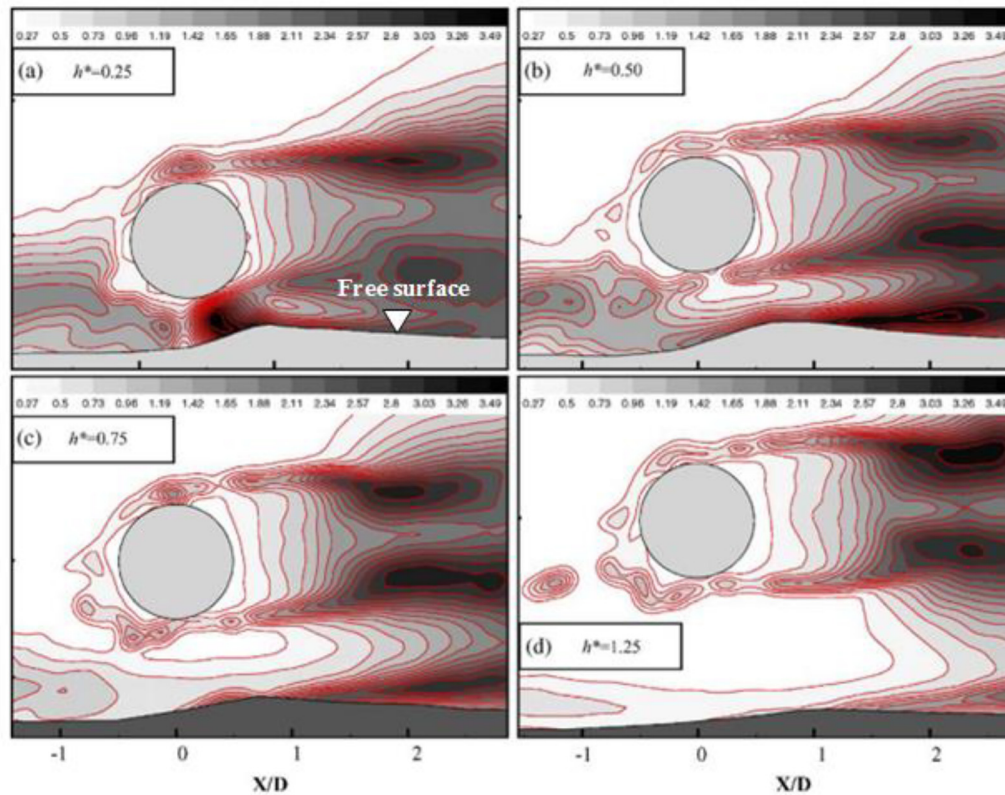 0.27 0.5 0.73 0.96 1.19 1.42 1.65 1.88 2.11 2.34 2.57 2.8 3.03 3.26 3.49
(a) h*=0.25
Free surface
0.27 0.5 0.73 0.96 1.19 1.42 1.65 1.88 2.11 2.34 2.57 2.8 3.03 3.26 3.49
(b) h*=0.50
0.27 0.5 0.73 0.96 1.19 1.42 1.65 1.88 2.11 2.34 2.57 2.8 3.03 3.26 3.49
(c) h*=0.75
-1 0 1 2
X/D
0.27 0.5 0.73 0.96 1.19 1.42 1.65 1.88 2.11 2.34 2.57 2.8 3.03 3.26 3.49
(d) h*=1.25
-1 0 1 2
X/D